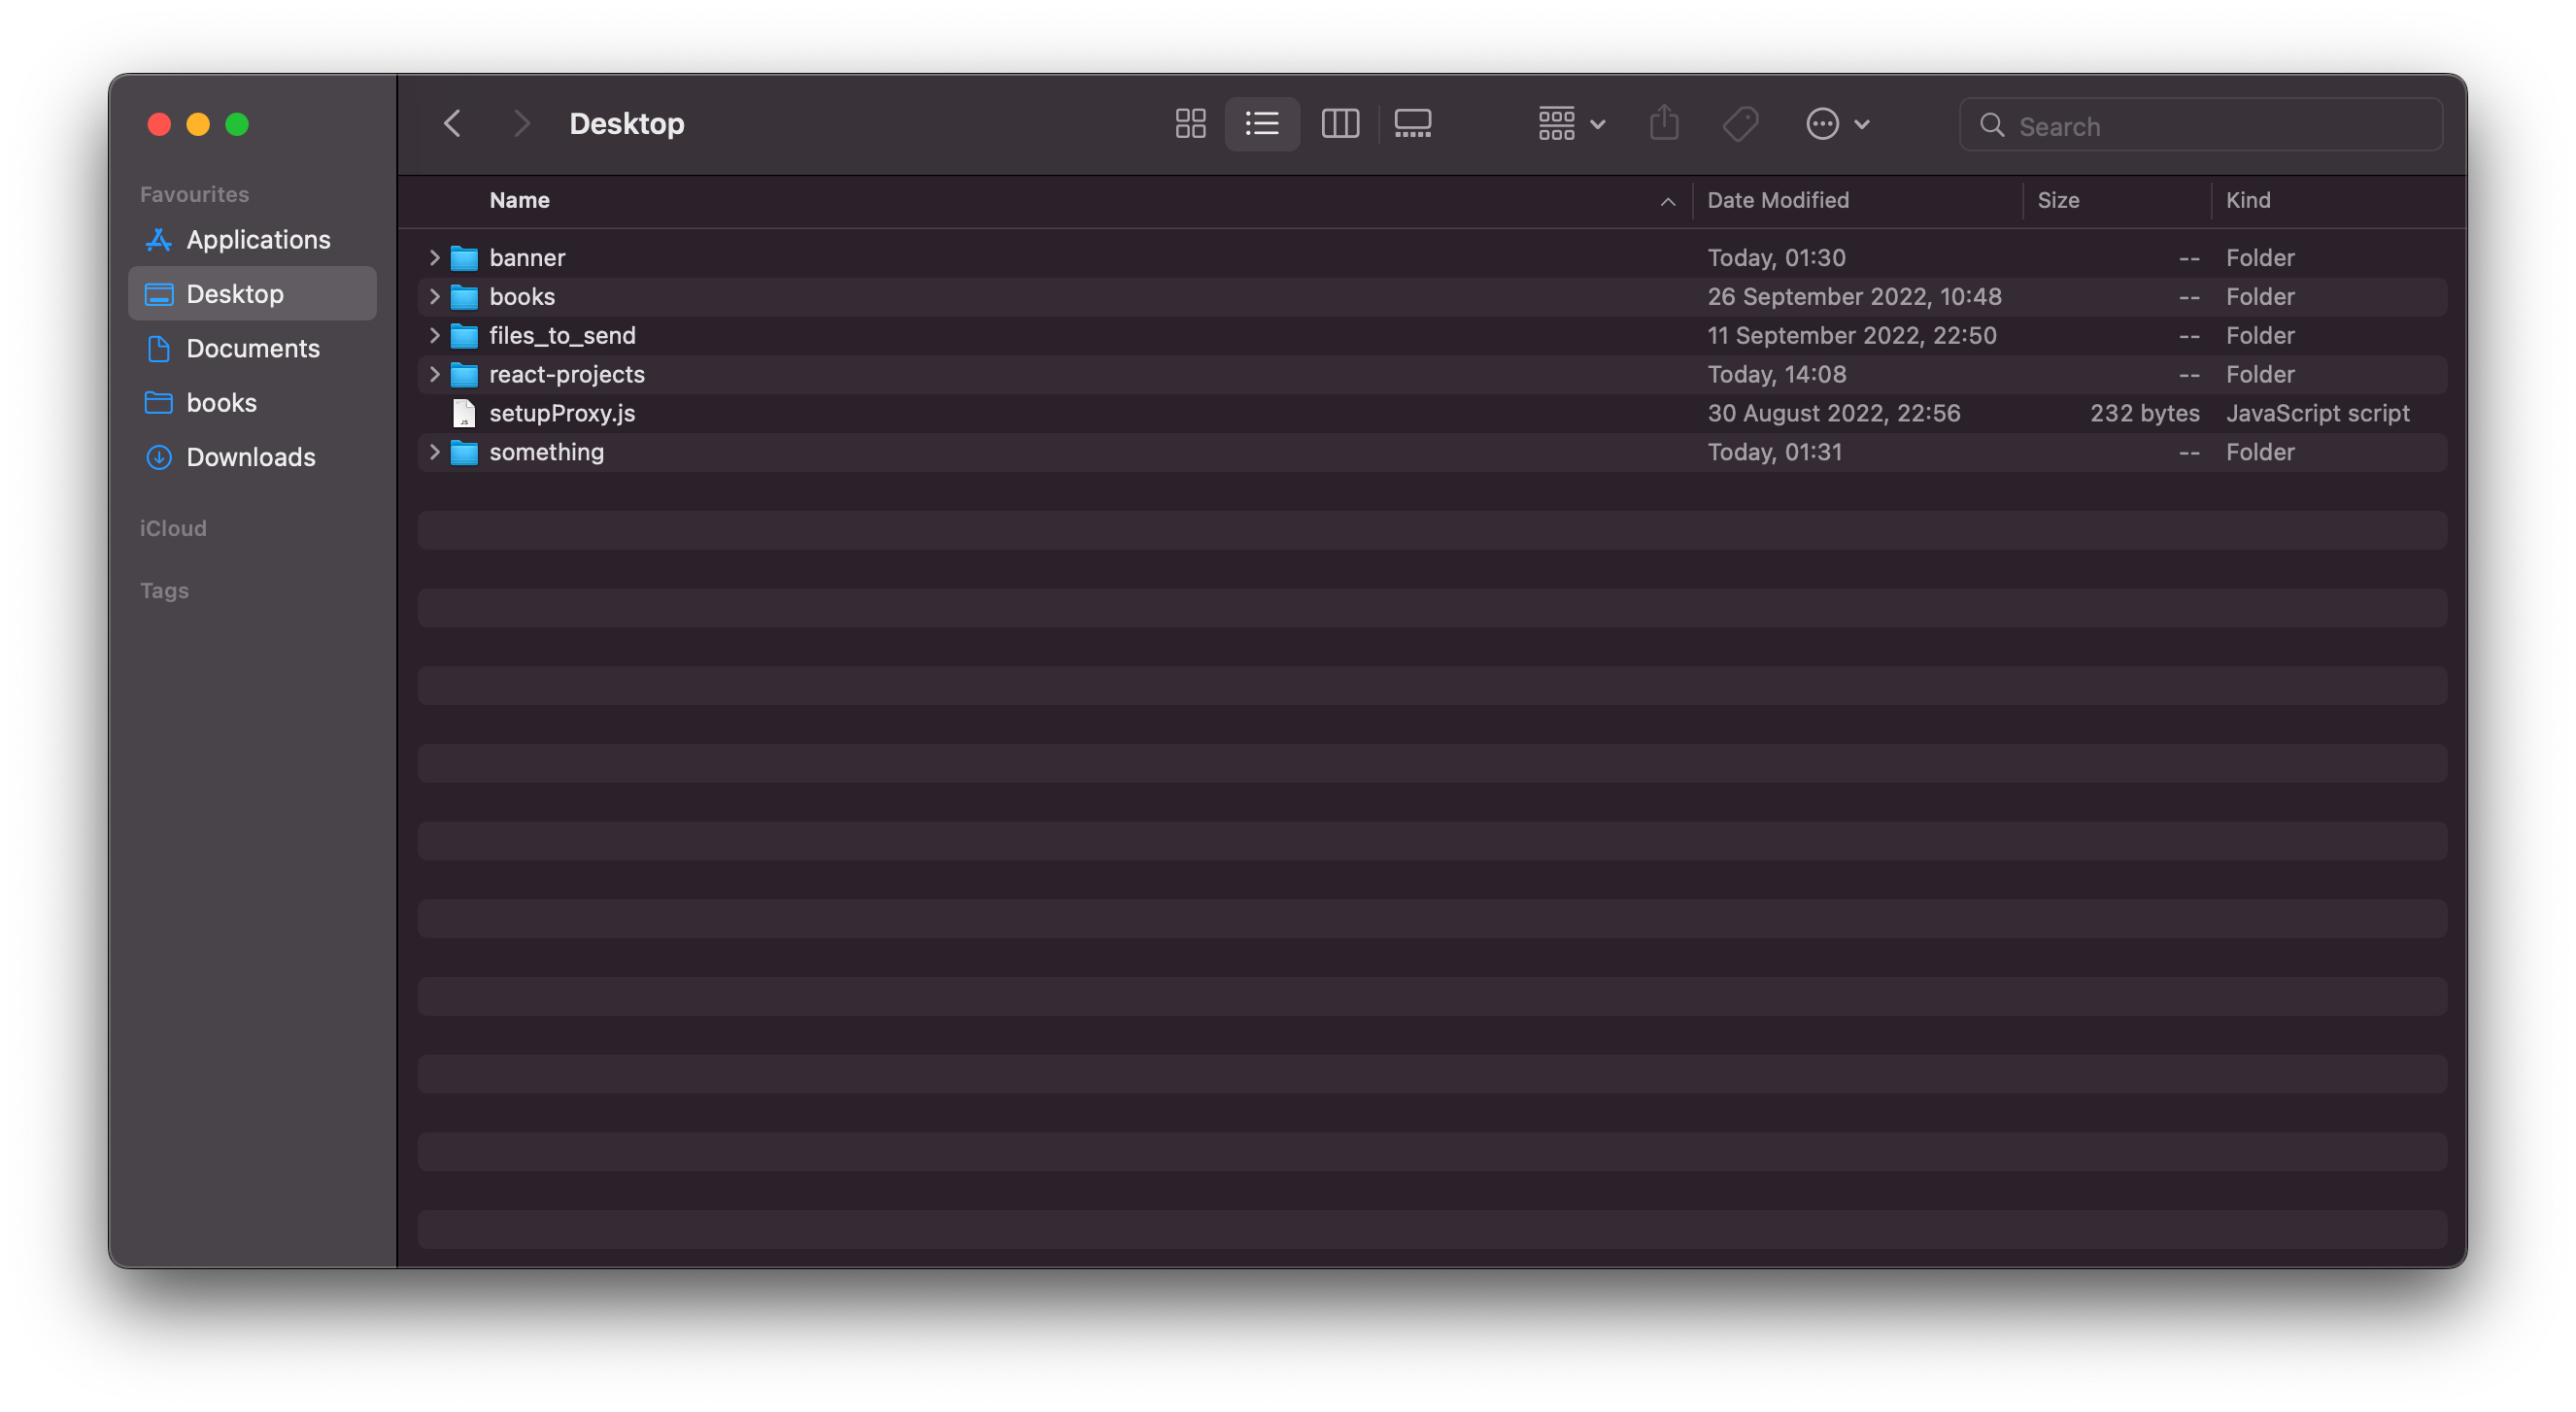 Desktop
Search
Favourites
Applications
Desktop
Documents
books
Downloads
iCloud
Tags
Name Date Modified Size Kind
banner Today, 01:30 -- Folder
books 26 September 2022, 10:48 -- Folder
files_to_send 11 September 2022, 22:50 -- Folder
react-projects Today, 14:08 -- Folder
setupProxy.js 30 August 2022, 22:56 232 bytes JavaScript script
something Today, 01:31 -- Folder